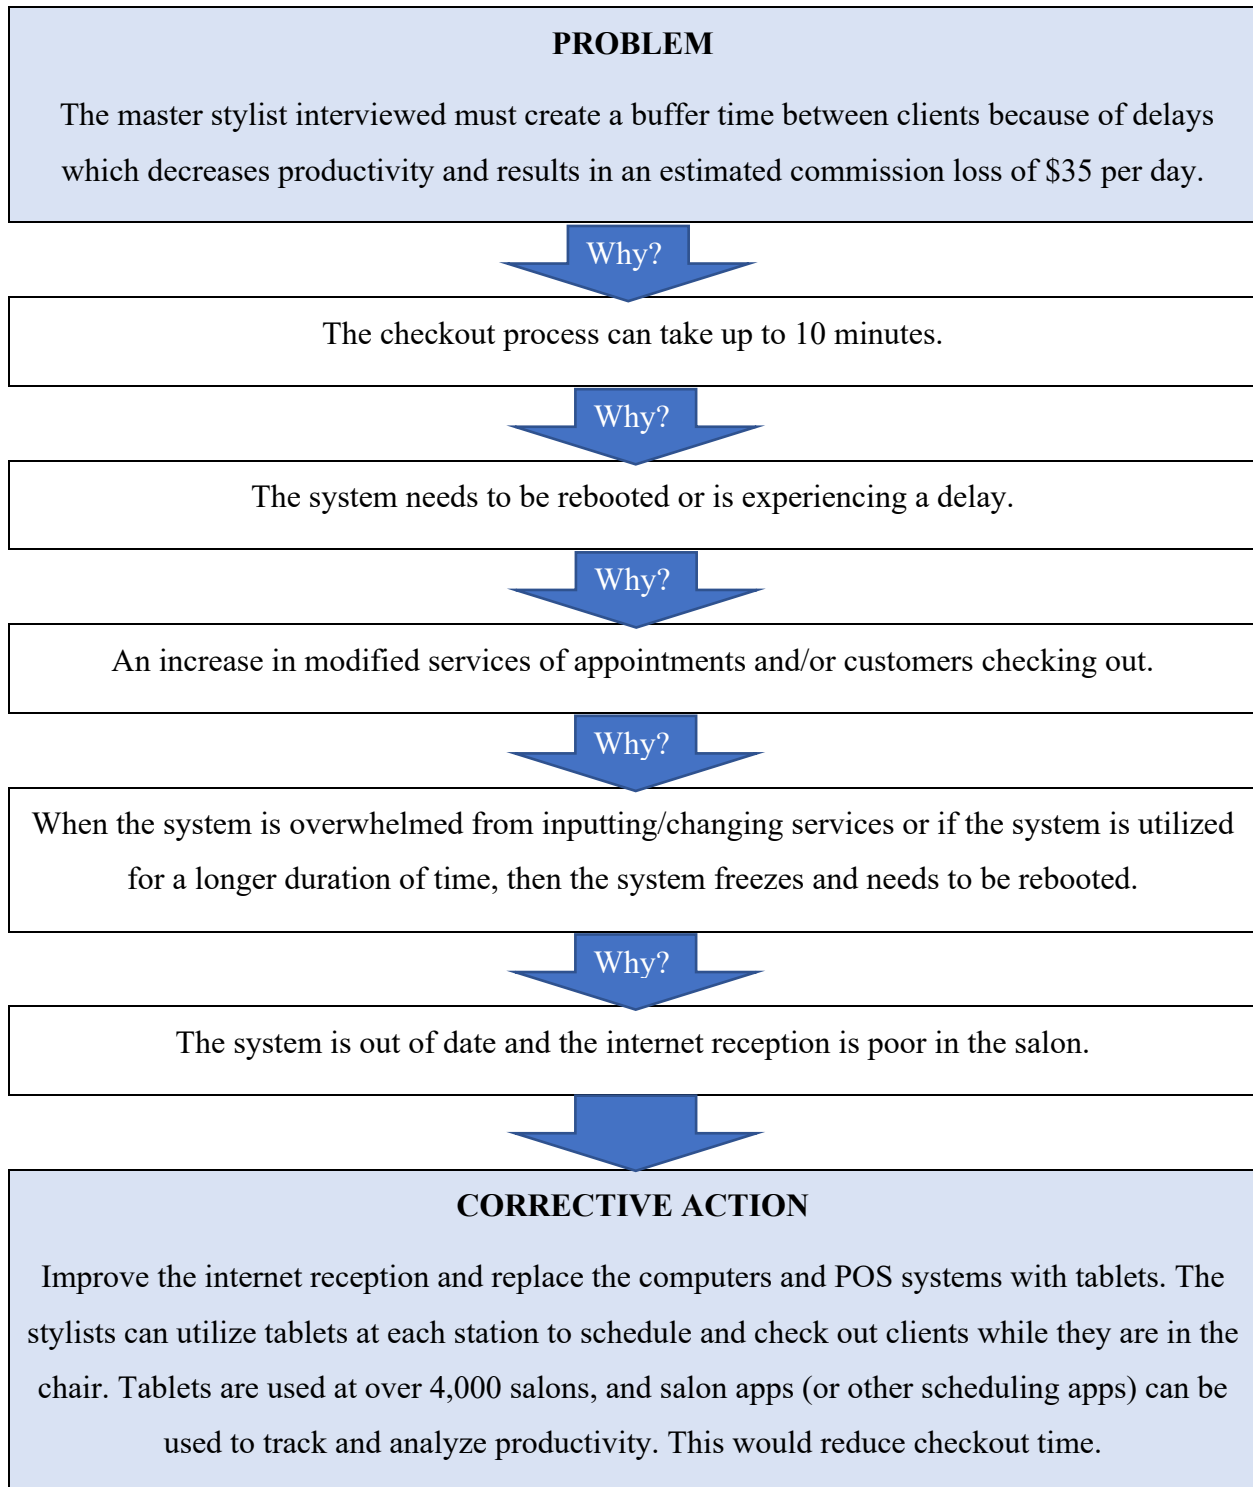 PROBLEM
The master stylist interviewed must create a buffer time between clients because of delays
which decreases productivity and results in an estimated commission loss of $35 per day.
Why?
The checkout process can take up to 10 minutes.
Why?
The system needs to be rebooted or is experiencing a delay.
Why?
An increase in modified services of appointments and/or customers checking out.
Why?
When the system is overwhelmed from inputting/changing services or if the system is utilized
for a longer duration of time, then the system freezes and needs to be rebooted.
Why?
The system is out of date and the internet reception is poor in the salon.
CORRECTIVE ACTION
Improve the internet reception and replace the computers and POS systems with tablets. The
stylists can utilize tablets at each station to schedule and check out clients while they are in the
chair. Tablets are used at over 4,000 salons, and salon apps (or other scheduling apps) can be
used to track and analyze productivity. This would reduce checkout time.